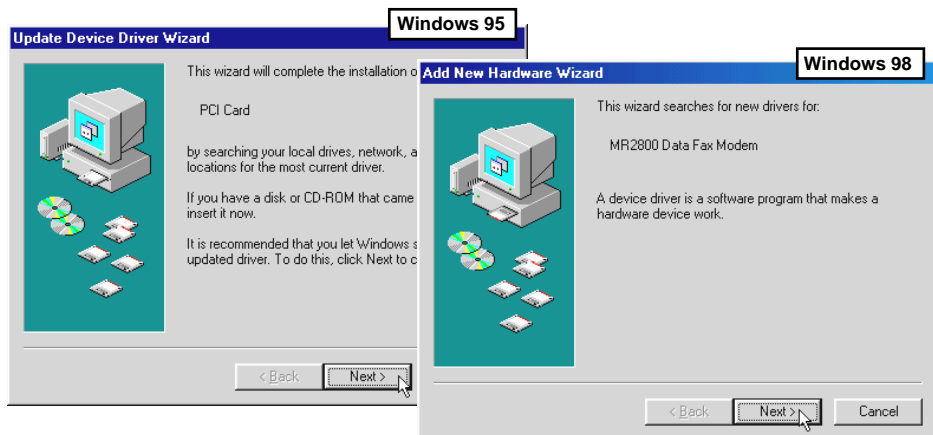 Windows 95
Update Device Driver Wizard
This wizard will complete the installation o
PCI Card
by searching your local drives, network, a
locations for the most current driver.
If you have a disk or CD-ROM that came
insert it now.
It is recommended that you let Windows s
updated driver. To do this, click Next to c
< Back
Next >
Windows 98
Add New Hardware Wizard
This wizard searches for new drivers for:
MR2800 Data Fax Modem
A device driver is a software program that makes a
hardware device work.
< Back
Next >
Cancel